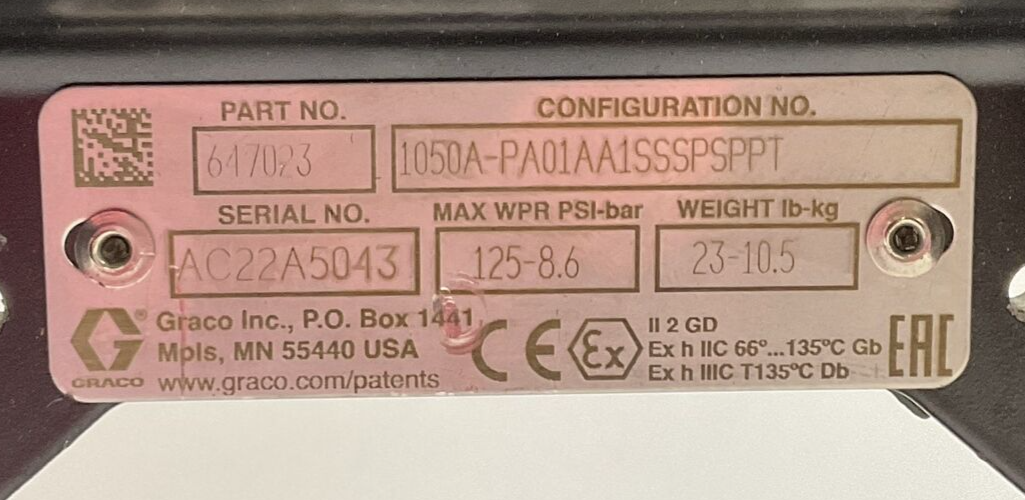 PART NO.
CONFIGURATION NO.
647023
1050A-PA01AA1SSSPSPPT
SERIAL NO.
MAX WPR PSI-bar
WEIGHT lb-kg
AC22A5043
125-8.6
23-10.5
GRACO
®
Graco Inc., P.O. Box 1441
Mpls, MN 55440 USA
www.graco.com/patents
CE
Ex
II 2 GD
Ex h IIC 66°...135°C Gb
Ex h IIIC T135°C Db
EAC